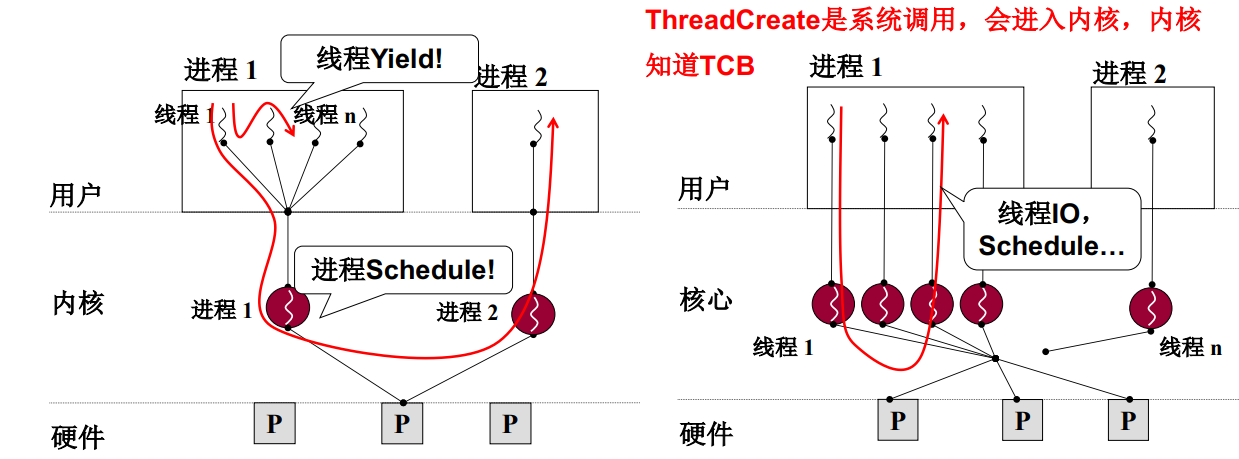 ThreadCreate是系统调用，会进入内核，内核
知道TCB
进程 1
线程Yield!
进程 2
线程 1
线程 n
用户
进程Schedule!
内核
进程 1
进程 2
P
P
P
硬件
进程 1
进程 2
用户
线程IO，
Schedule…
核心
线程 1
线程 n
P
P
P
硬件